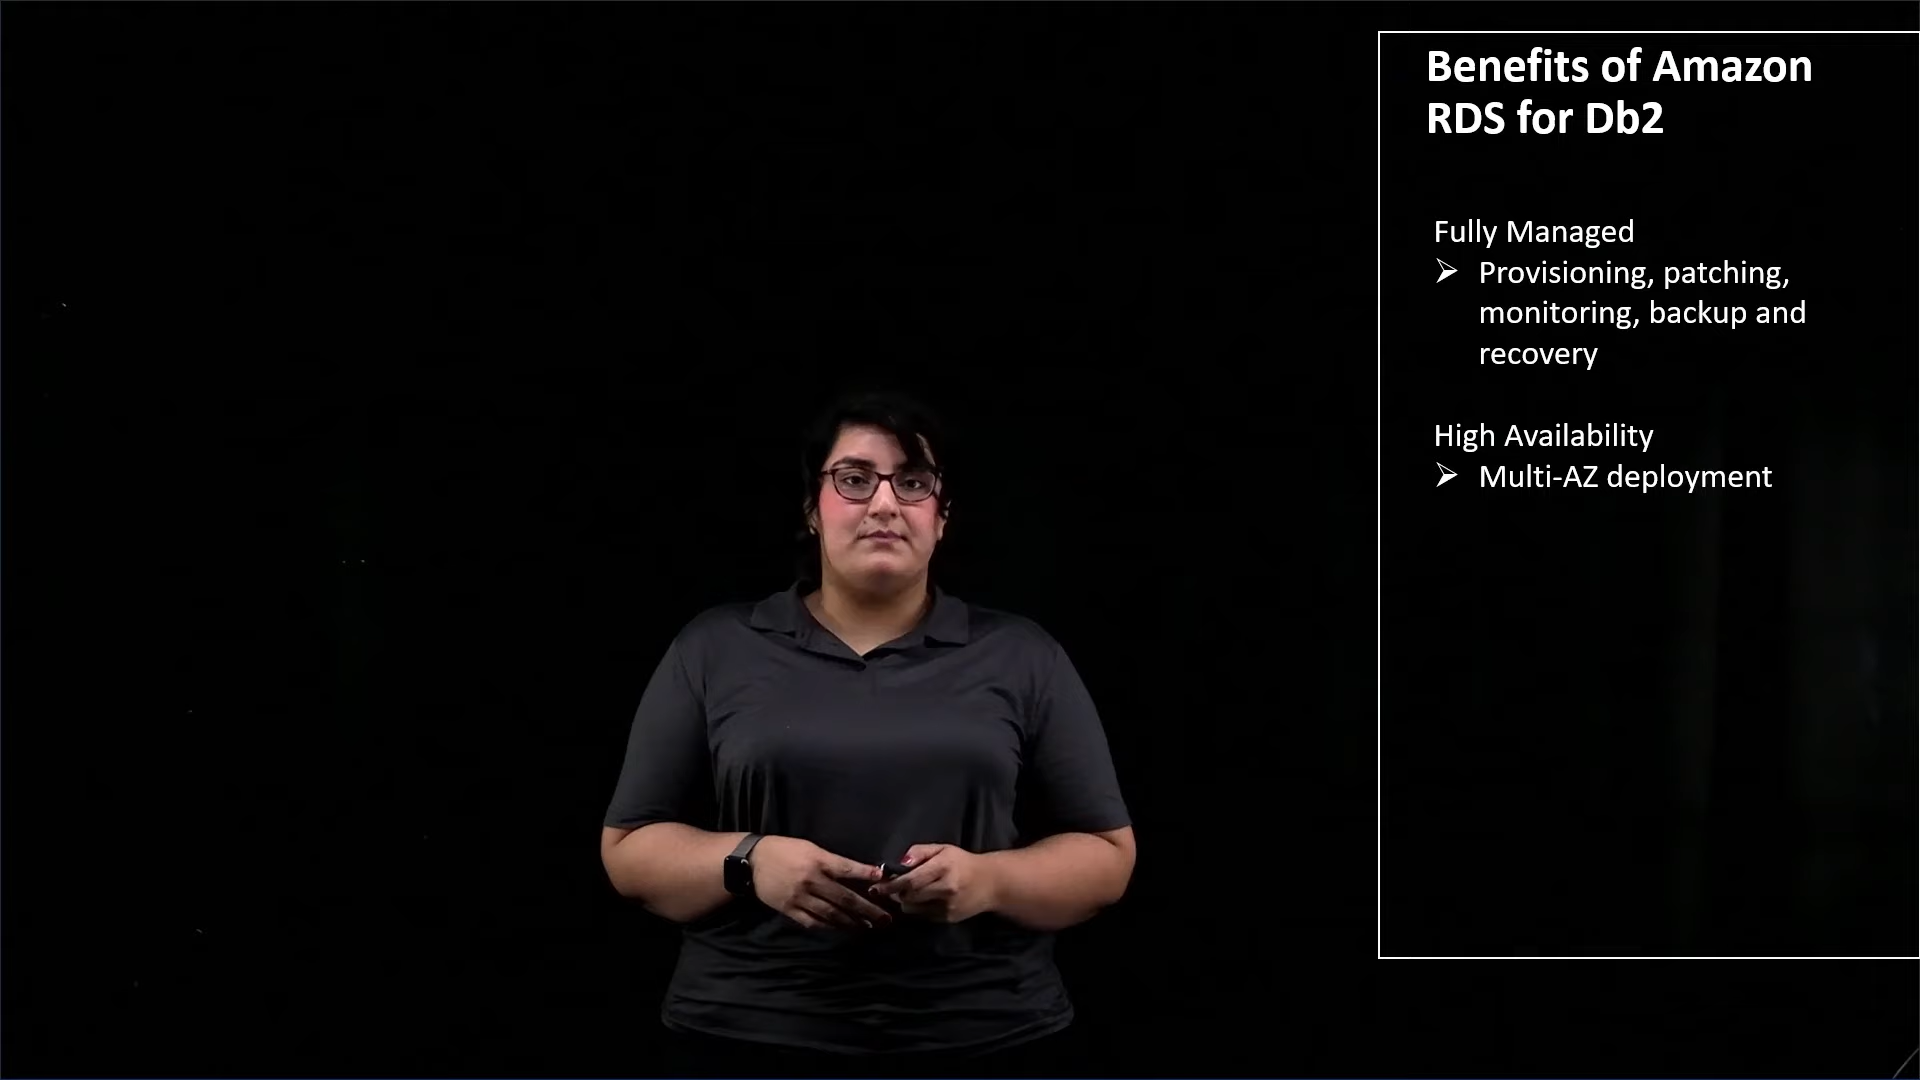 Benefits of Amazon
RDS for Db2
Fully Managed
➢ Provisioning, patching,
monitoring, backup and
recovery
High Availability
➢ Multi-AZ deployment